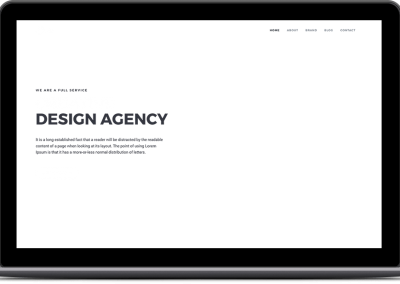 HOME ABOUT BRAND BLOG CONTACT
WE ARE A FULL SERVICE
DESIGN AGENCY
It is a long established fact that a reader will be distracted by the readable
content of a page when looking at its layout. The point of using Lorem
Ipsum is that it has a more-or-less normal distribution of letters.